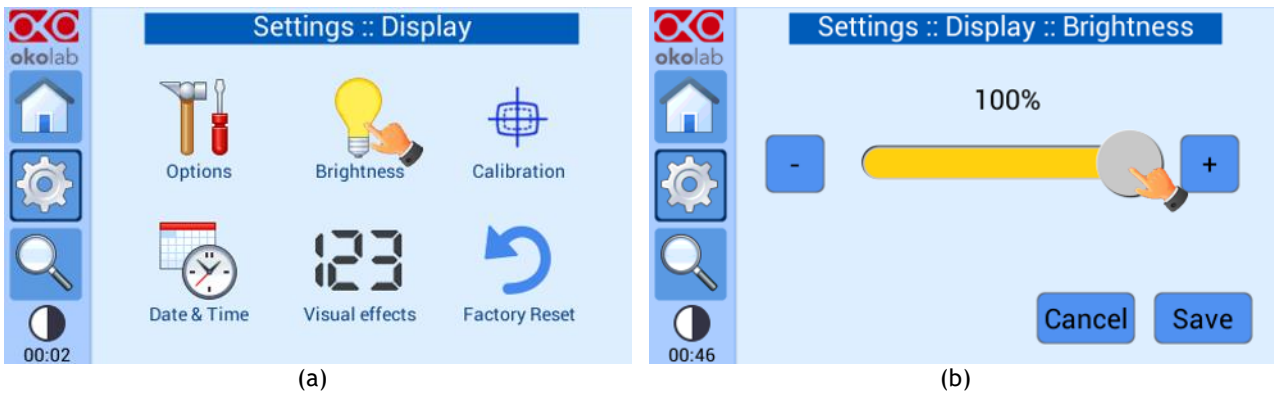 Settings :: Display
okolab
Options
Brightness
Calibration
Date & Time
Visual effects
Factory Reset
00:02
(a)
Settings :: Display :: Brightness
okolab
100%
-
+
Cancel
Save
00:46
(b)